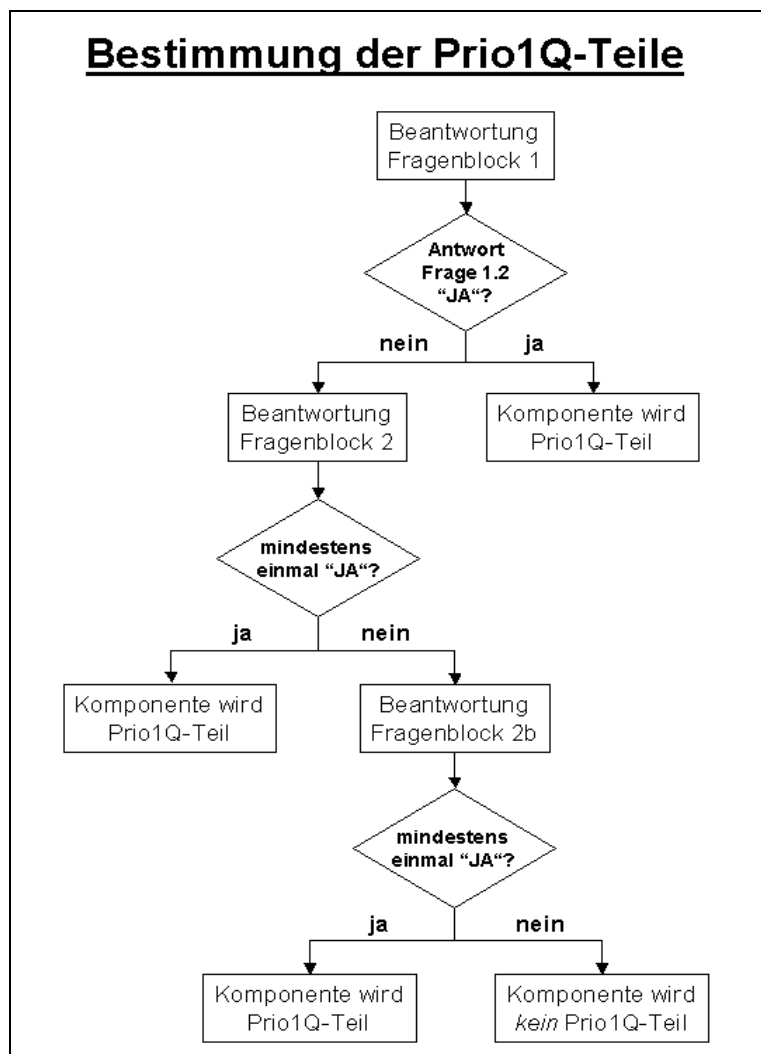 Bestimmung der Prio1Q-Teile
Beantwortung
Fragenblock 1
Antwort
Frage 1.2
“JA“?
nein
ja
Beantwortung
Fragenblock 2
Komponente wird
Prio1Q-Teil
mindestens
einmal “JA“?
ja
nein
Komponente wird
Prio1Q-Teil
Beantwortung
Fragenblock 2b
mindestens
einmal “JA“?
ja
nein
Komponente wird
Prio1Q-Teil
Komponente wird
kein Prio1Q-Teil